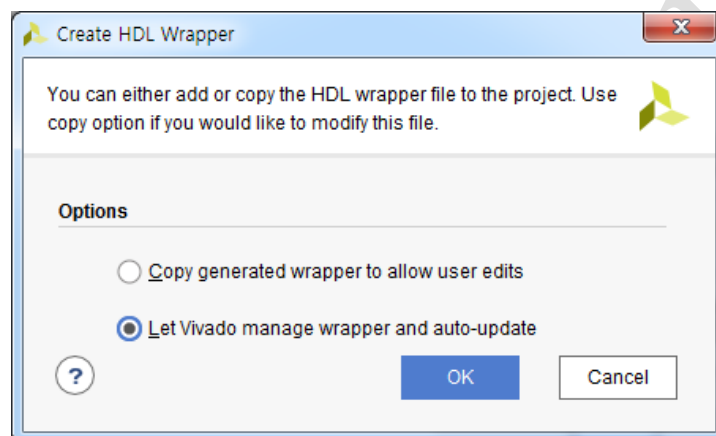 Create HDL Wrapper
You can either add or copy the HDL wrapper file to the project. Use
copy option if you would like to modify this file.
Options
Copy generated wrapper to allow user edits
Let Vivado manage wrapper and auto-update
?
OK
Cancel